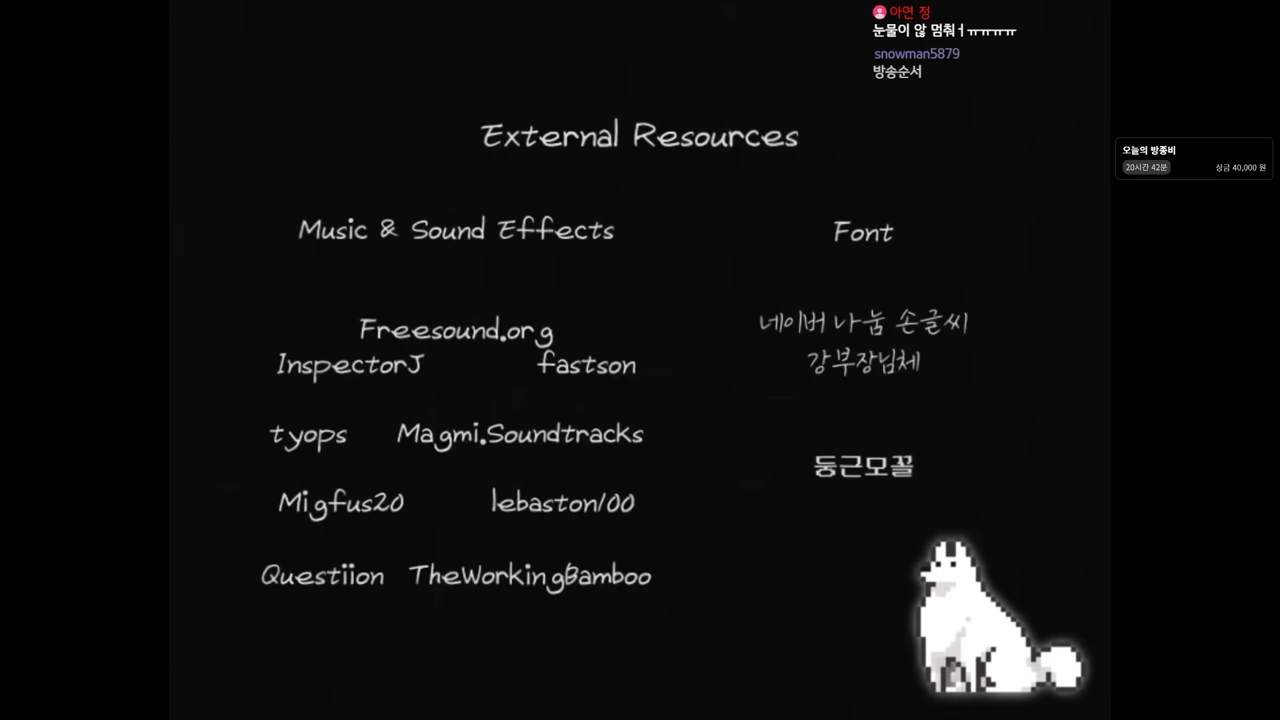 아연 정
눈물이 않 멈춰ㅓㅠㅠㅠㅠ
snowman5879
방송순서
오늘의 방종비
20시간 42분 상금 40,000 원
External Resources
Music & Sound Effects
Freesound.org
InspectorJ fastson
tyops Magmi.Soundtracks
Migfus20 lebaston100
Questiion TheWorkingBamboo
Font
네이버 나눔 손글씨
강부장님체
둥근모꼴